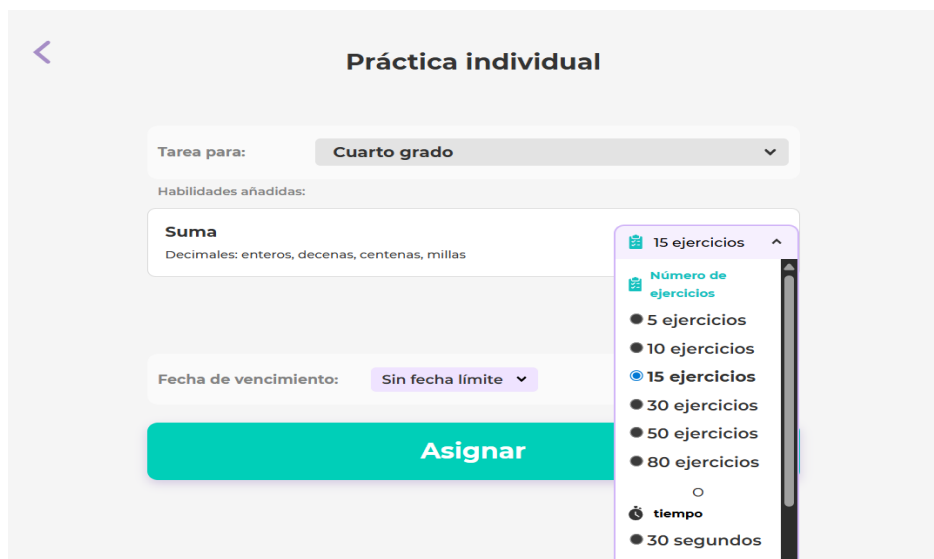 Práctica individual
Tarea para: Cuarto grado
Habilidades añadidas:
Suma
Decimales: enteros, decenas, centenas, millas
15 ejercicios
Número de
ejercicios
5 ejercicios
10 ejercicios
15 ejercicios
30 ejercicios
50 ejercicios
80 ejercicios
O
tiempo
30 segundos
Fecha de vencimiento: Sin fecha límite
Asignar